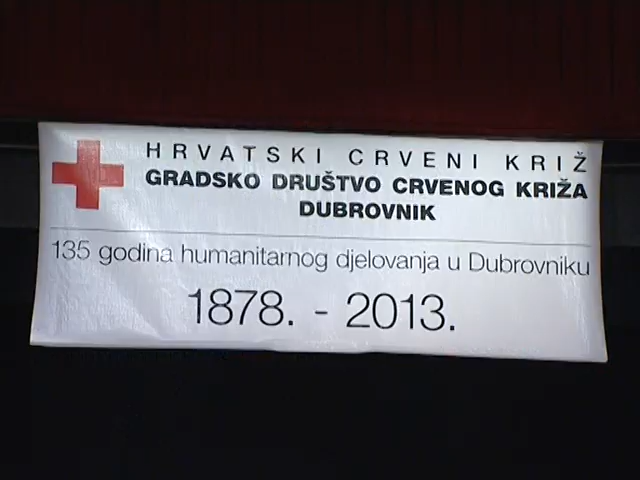 HRVATSKI CRVENI KRIŽ
GRADSKO DRUŠTVO CRVENOG KRIŽA
DUBROVNIK
135 godina humanitarnog djelovanja u Dubrovniku
1878. - 2013.